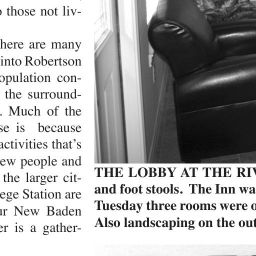 those not liv-
here are many
into Robertson
opulation con-
the surround-
. Much of the
se is because
activities that's
ew people and
the larger cit-
ege Station are
ur New Baden
er is a gather-
THE LOBBY AT THE RIV
and foot stools. The Inn wa
Tuesday three rooms were o
Also landscaping on the out